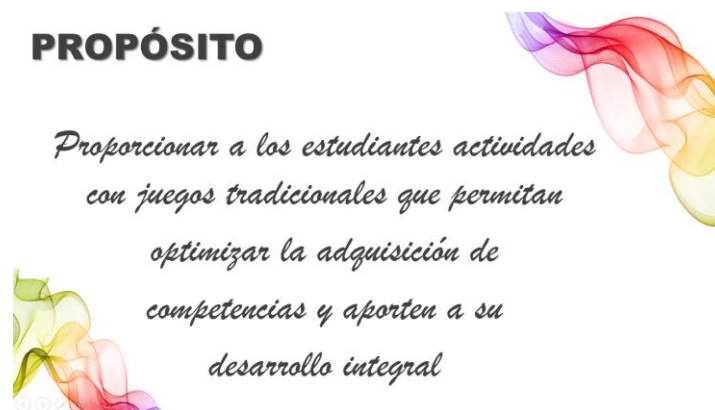 PROPÓSITO
Proporcionar a los estudiantes actividades
con juegos tradicionales que permitan
optimizar la adquisición de
competencias y aporten a su
desarrollo integral